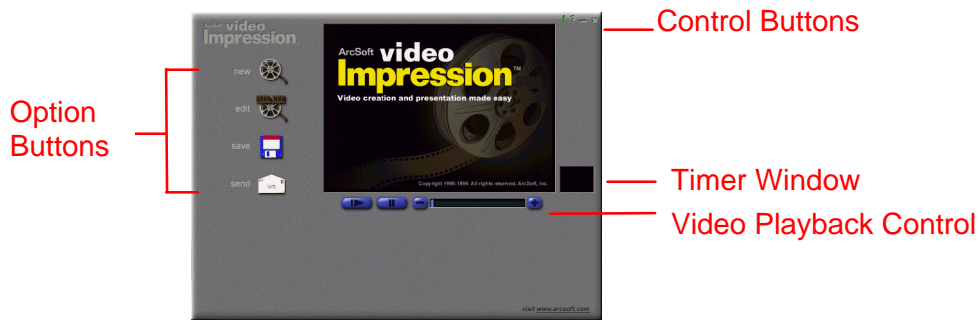 ArcSoft video
Impression
Control Buttons
ArcSoft video
Impression™
Video creation and presentation made easy
new
edit
save
send
Option
Buttons
Copyright 1998-1999. All rights reserved. ArcSoft, Inc.
Timer Window
Video Playback Control
visit www.arcsoft.com